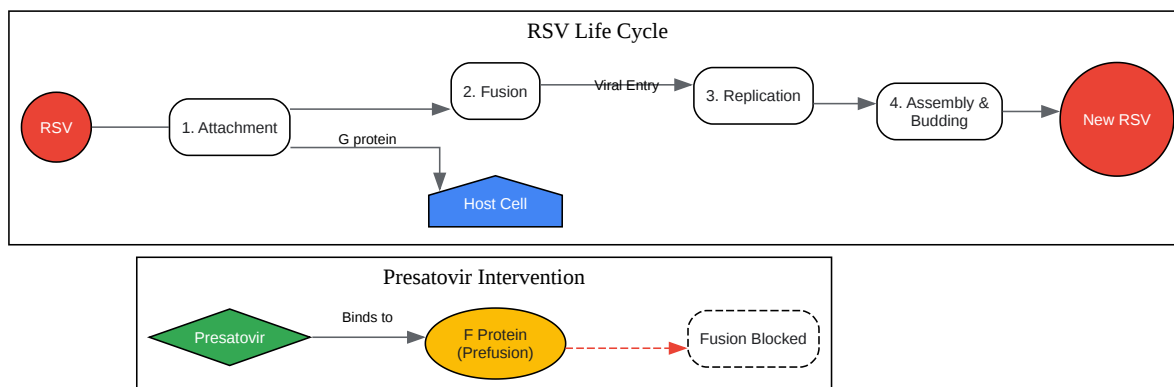 RSV Life Cycle
RSV
1. Attachment
G protein
2. Fusion
Host Cell
Viral Entry
3. Replication
4. Assembly &
Budding
New RSV
Presatovir Intervention
Presatovir
Binds to
F Protein
(Prefusion)
Fusion Blocked